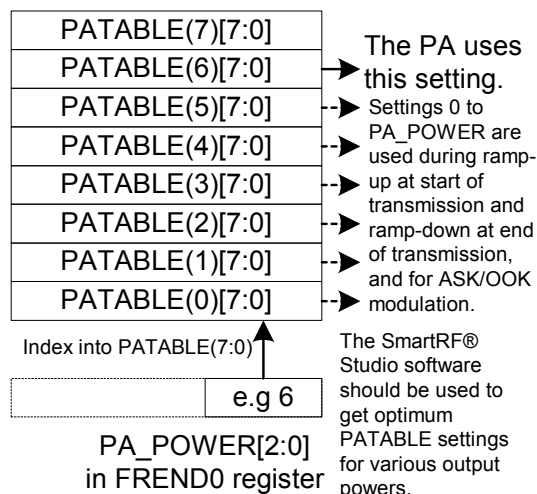 PATABLE(7)[7:0]
PATABLE(6)[7:0]
PATABLE(5)[7:0]
PATABLE(4)[7:0]
PATABLE(3)[7:0]
PATABLE(2)[7:0]
PATABLE(1)[7:0]
PATABLE(0)[7:0]
The PA uses
this setting.
Settings 0 to
PA_POWER are
used during ramp-
up at start of
transmission and
ramp-down at end
of transmission,
and for ASK/OOK
modulation.
Index into PATABLE(7:0)
e.g 6
PA_POWER[2:0]
in FREND0 register
The SmartRF®
Studio software
should be used to
get optimum
PATABLE settings
for various output
powers.